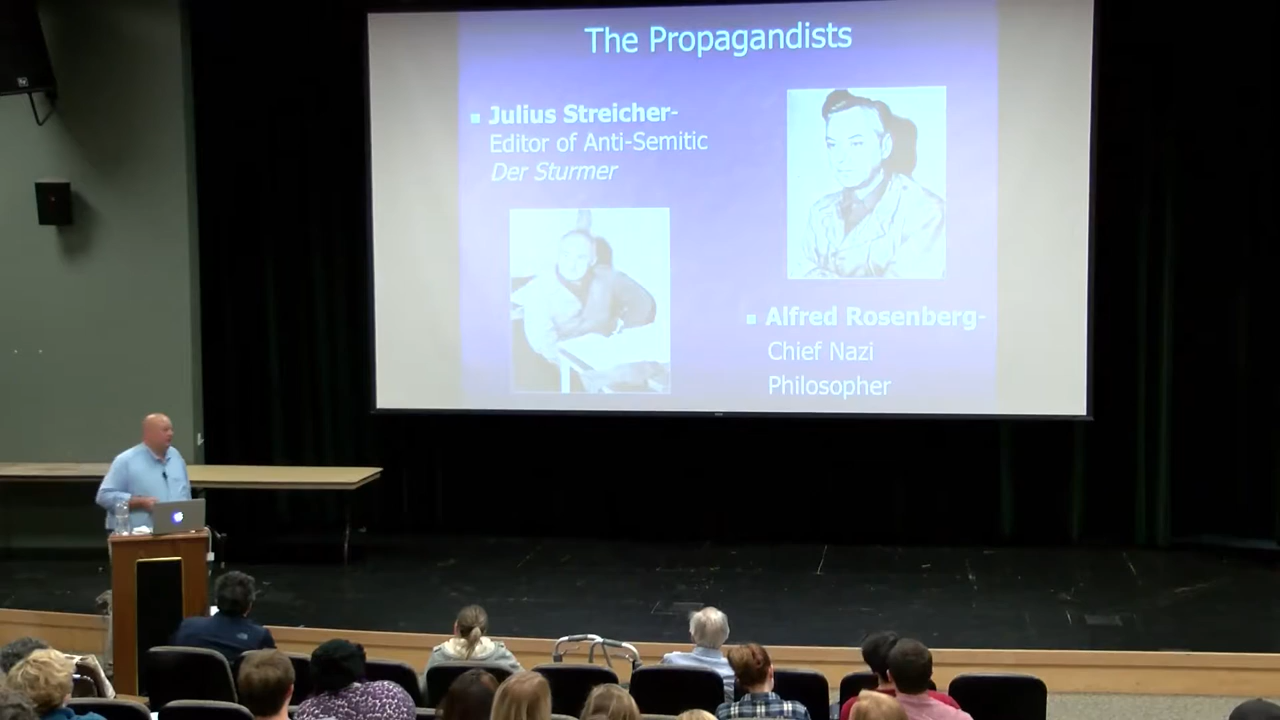 The Propagandists
Julius Streicher-
Editor of Anti-Semitic
Der Sturmer
Alfred Rosenberg-
Chief Nazi
Philosopher